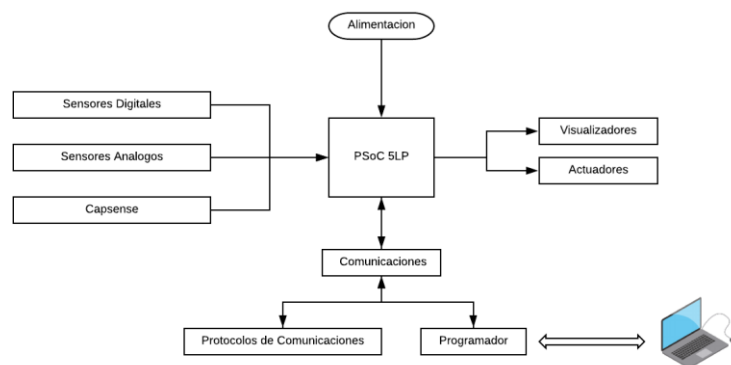 Alimentacion
Sensores Digitales
Sensores Analogos
Capsense
PSoC 5LP
Visualizadores
Actuadores
Comunicaciones
Protocolos de Comunicaciones
Programador